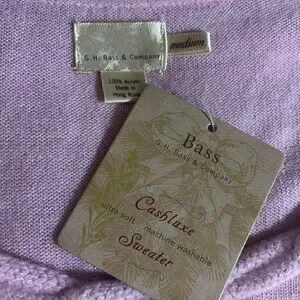 medium
G. H. Bass & Company
100% Acrylic
Made in
Hong Kong
Bass
G.H. Bass & Company
Cashluxe
ultra soft machine washable
Sweater